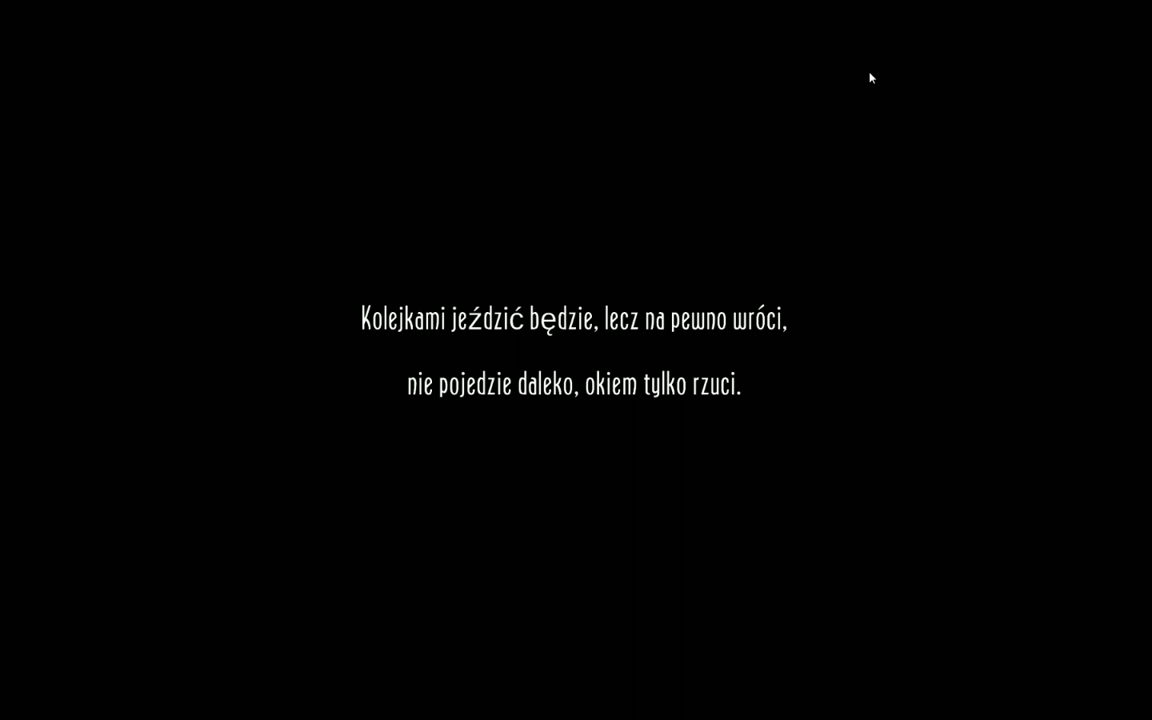 Kolejkami jeździć będzie, lecz na pewno wróci,
nie pojedzie daleko, okiem tylko rzuci.